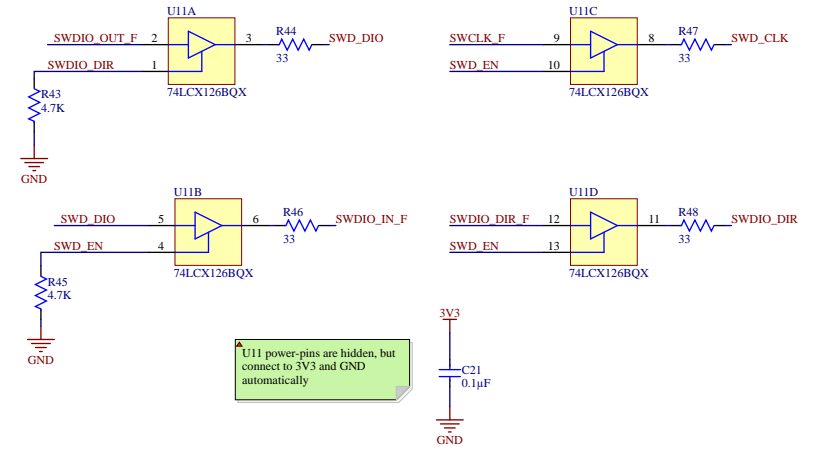 U11A
SWDIO_OUT_F 2 3 R44 SWD_DIO
33
SWDIO_DIR 1
74LCX126BQX
R43
4.7K
GND
U11C
SWCLK_F 9 8 R47 SWD_CLK
33
SWD_EN 10
74LCX126BQX
U11B
SWD_DIO 5 6 R46 SWDIO_IN_F
33
SWD_EN 4
74LCX126BQX
R45
4.7K
GND
U11D
SWDIO_DIR_F 12 11 R48 SWDIO_DIR
33
SWD_EN 13
74LCX126BQX
U11 power-pins are hidden, but
connect to 3V3 and GND
automatically
3V3
C21
0.1µF
GND